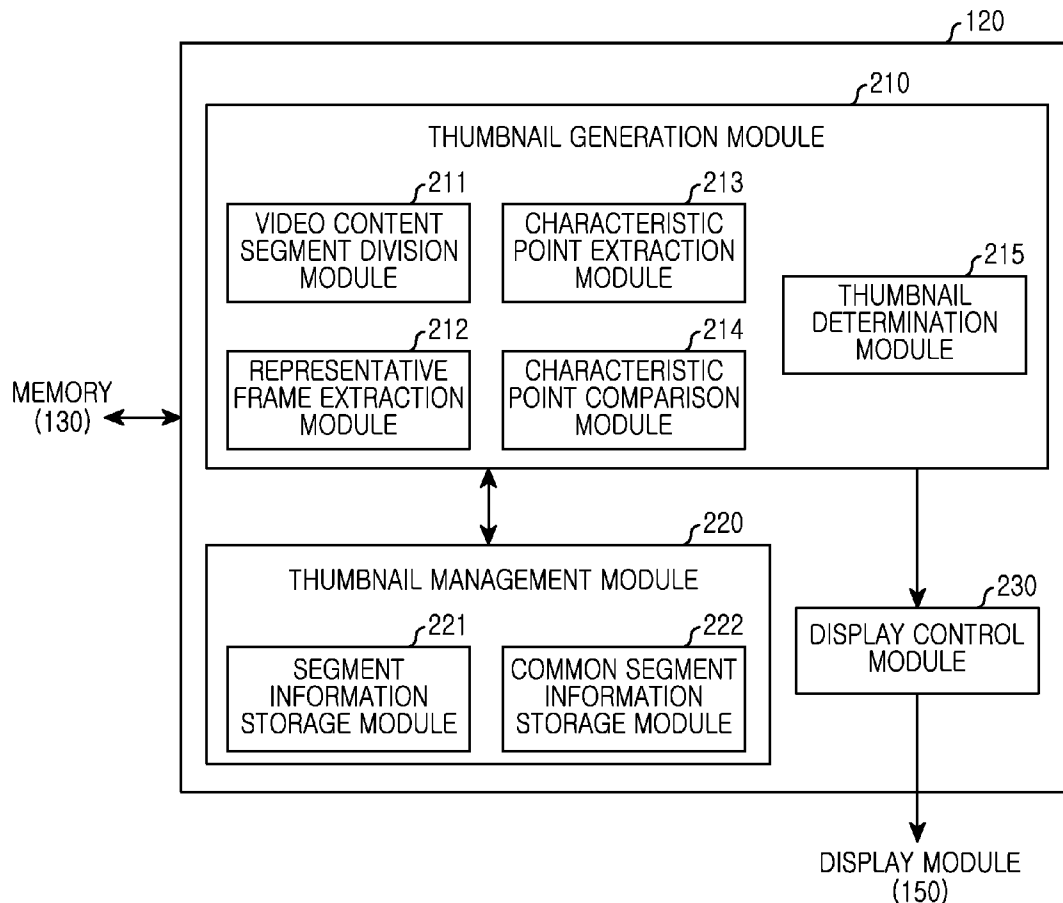 120
210
THUMBNAIL GENERATION MODULE
211
VIDEO CONTENT
SEGMENT DIVISION
MODULE
213
CHARACTERISTIC
POINT EXTRACTION
MODULE
215
THUMBNAIL
DETERMINATION
MODULE
212
REPRESENTATIVE
FRAME EXTRACTION
MODULE
214
CHARACTERISTIC
POINT COMPARISON
MODULE
MEMORY
(130)
220
THUMBNAIL MANAGEMENT MODULE
221
SEGMENT
INFORMATION
STORAGE MODULE
222
COMMON SEGMENT
INFORMATION
STORAGE MODULE
230
DISPLAY CONTROL
MODULE
DISPLAY MODULE
(150)